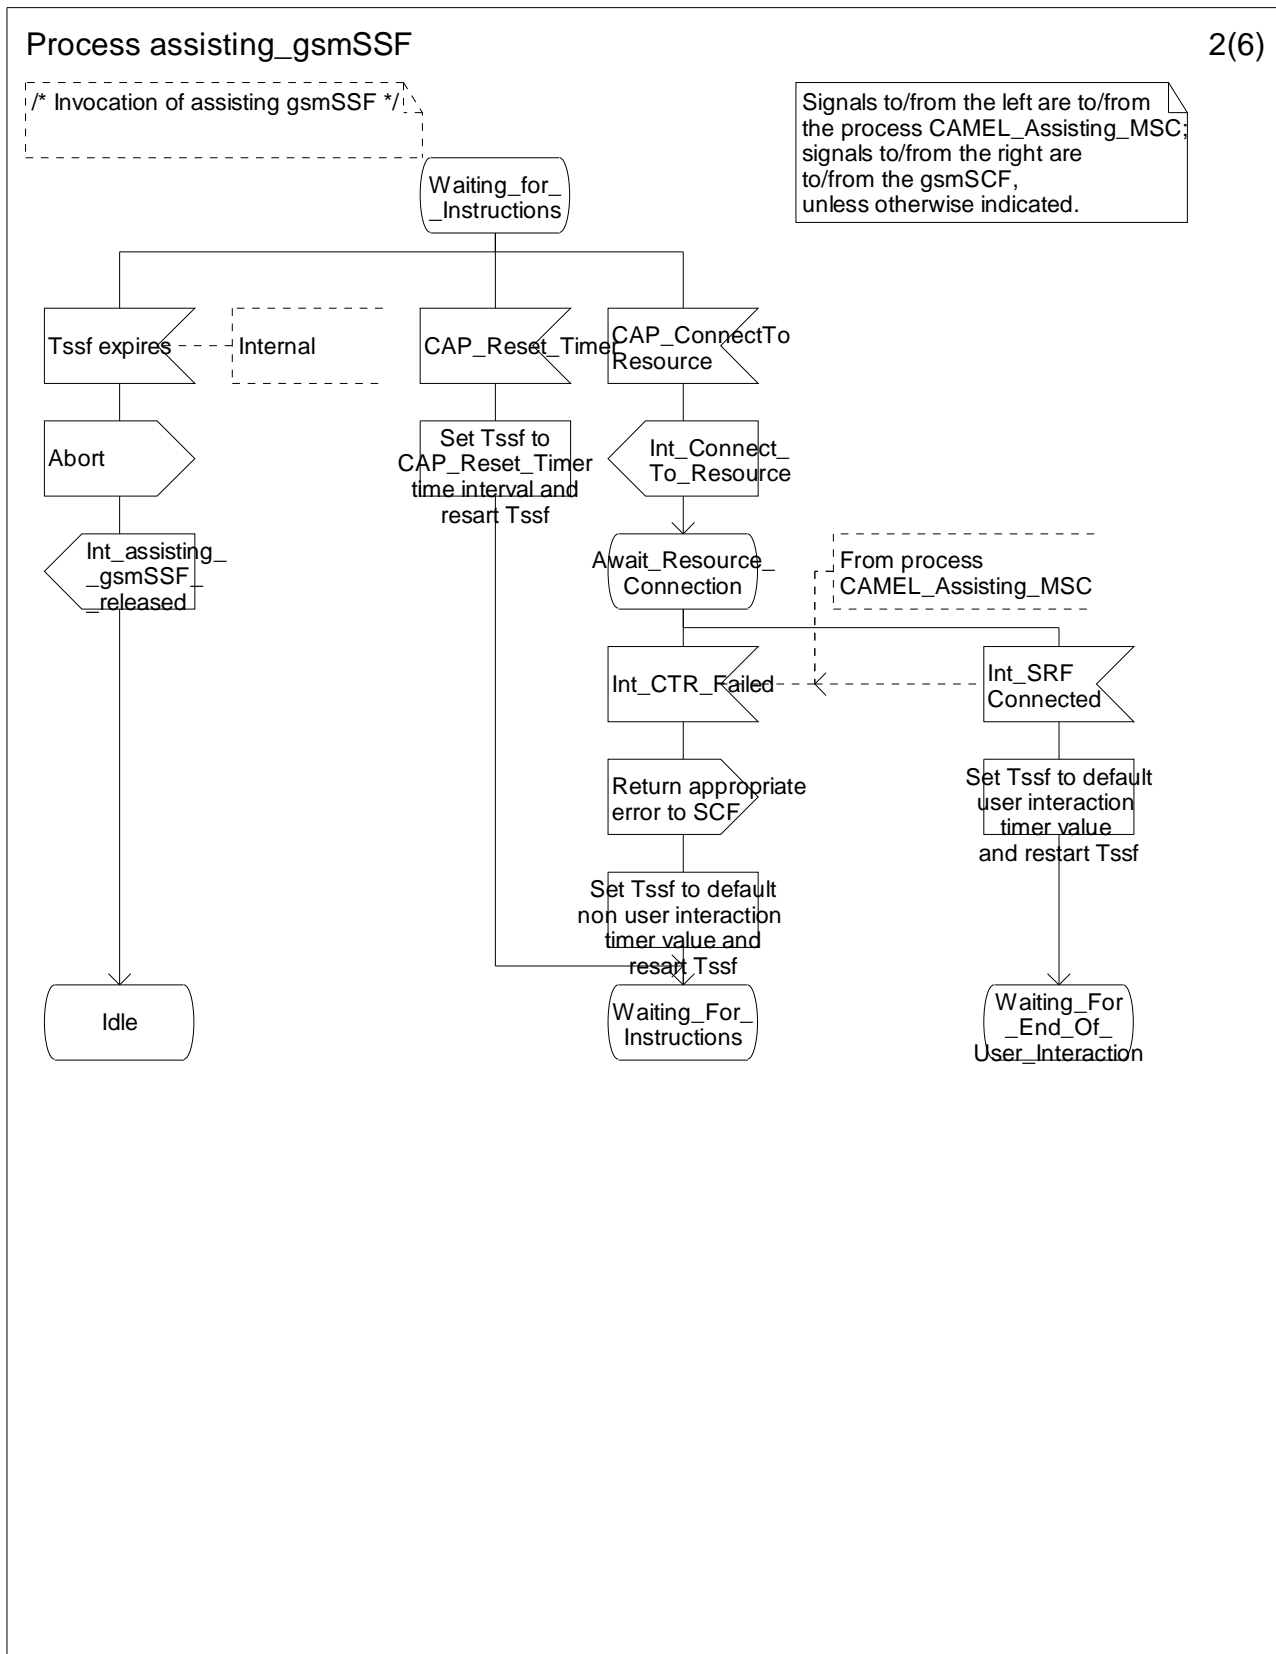 Process assisting_gsmSSF
2(6)
/* Invocation of assisting gsmSSF */
Signals to/from the left are to/from
the process CAMEL_Assisting_MSC;
signals to/from the right are
to/from the gsmSCF,
unless otherwise indicated.
Waiting_for_
_Instructions
Tssf expires
Internal
CAP_Reset_Timer
CAP_ConnectTo
Resource
Abort
Set Tssf to
CAP_Reset_Timer
time interval and
resart Tssf
Int_Connect_
To_Resource
Int_assisting_
_gsmSSF_
_released
Await_Resource_
Connection
From process
CAMEL_Assisting_MSC
Int_CTR_Failed
Int_SRF
Connected
Return appropriate
error to SCF
Set Tssf to default
user interaction
timer value
and restart Tssf
Set Tssf to default
non user interaction
timer value and
resart Tssf
Idle
Waiting_For_
Instructions
Waiting_For
_End_Of_
User_Interaction